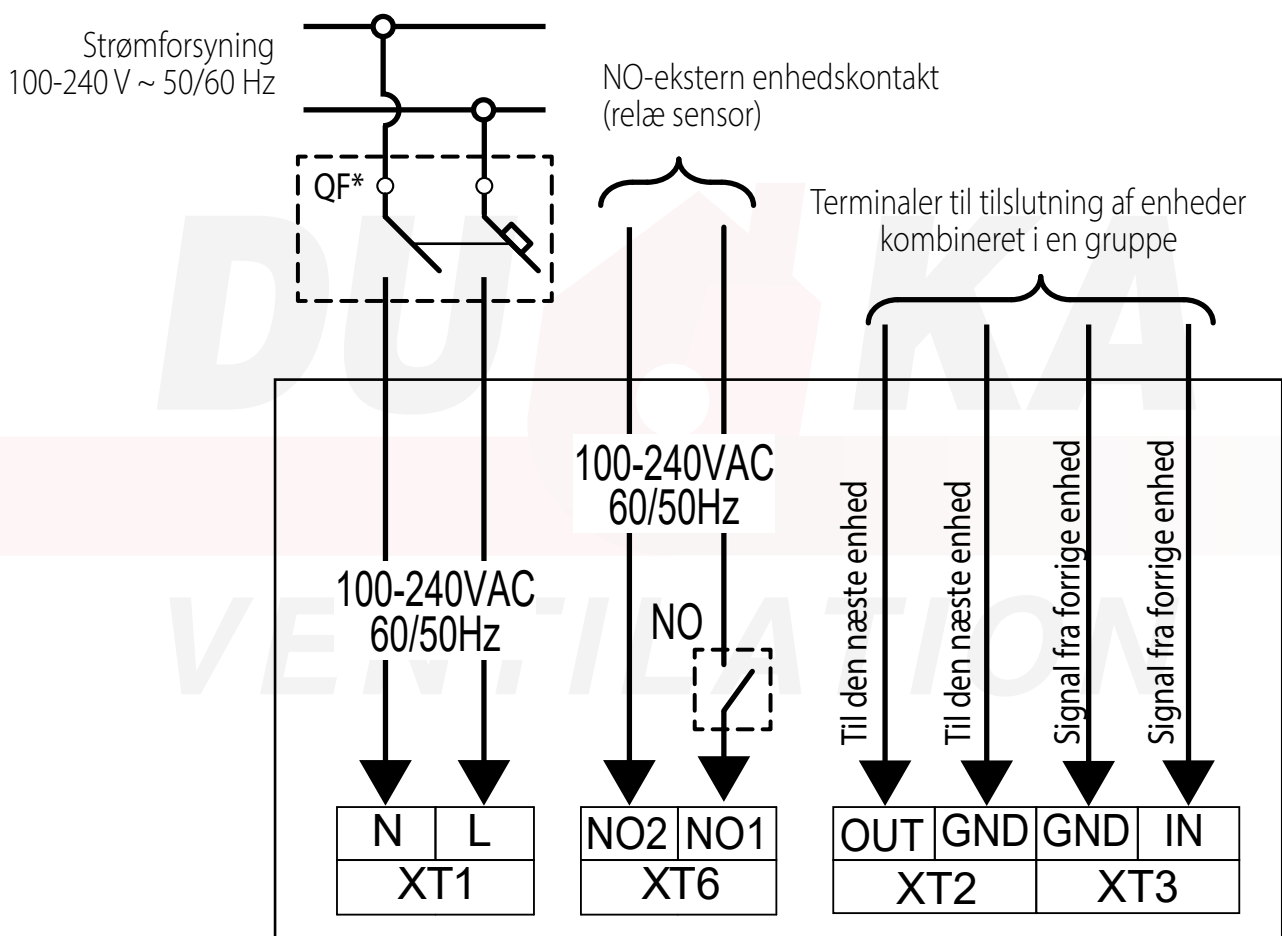 Strømforsyning
100-240 V ~ 50/60 Hz
NO-ekstern enhedskontakt
(relæ sensor)
QF*
Terminaler til tilslutning af enheder
kombineret i en gruppe
DUKA
VENTILATION
100-240VAC
60/50Hz
100-240VAC
60/50Hz
NO
Til den næste enhed
Til den næste enhed
Signal fra forrige enhed
Signal fra forrige enhed
N L
XT1
NO2 NO1
XT6
OUT GND GND IN
XT2 XT3